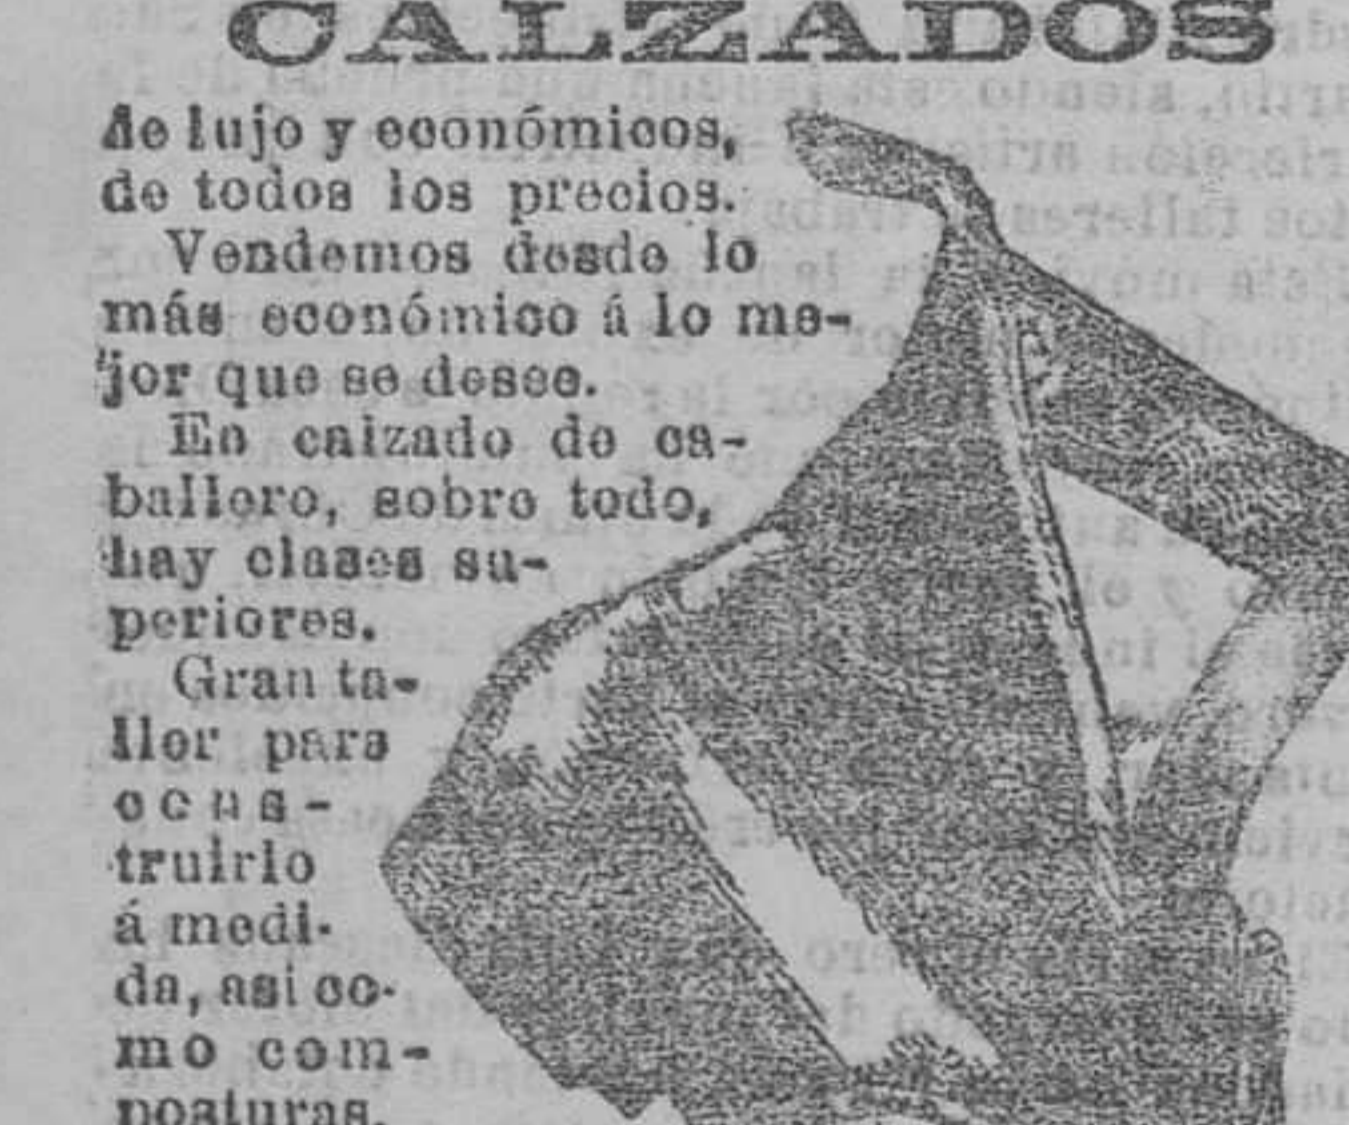 CALZADOS
de lujo y económicos,
de todos los precios.
Vendemos desde lo
más económico á lo me-
jor que se desee.
En calzado de ca-
ballero, sobre todo,
hay clases su-
periores.
Gran ta-
ller para
cons-
truirlo
á medi-
da, asi co-
mo com-
posturas.